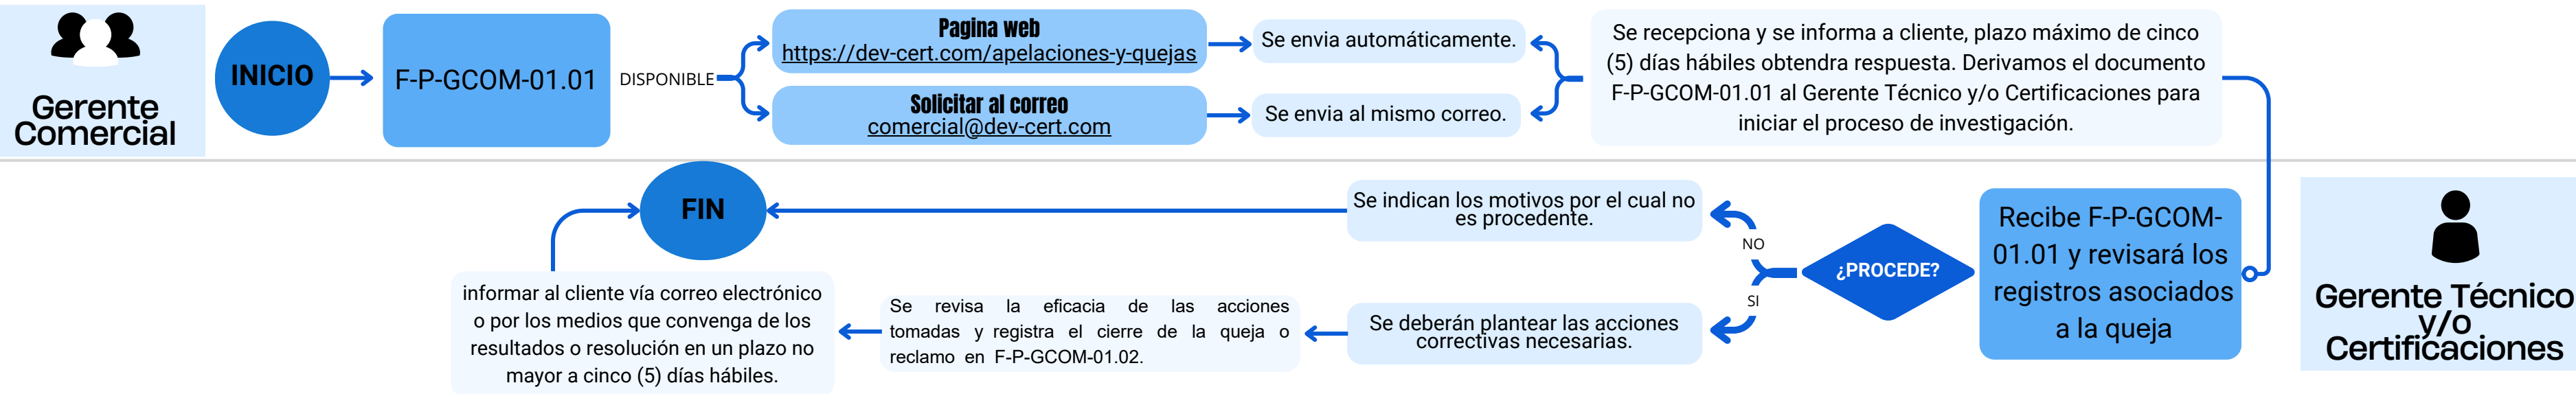 Gerente
Comercial
INICIO
F-P-GCOM-01.01
DISPONIBLE
Pagina web
https://dev-cert.com/apelaciones-y-quejas
Solicitar al correo
comercial@dev-cert.com
Se envia automáticamente.
Se envia al mismo correo.
Se recepciona y se informa a cliente, plazo máximo de cinco
(5) días hábiles obtendra respuesta. Derivamos el documento
F-P-GCOM-01.01 al Gerente Técnico y/o Certificaciones para
iniciar el proceso de investigación.
Gerente Técnico
y/o
Certificaciones
Recibe F-P-GCOM-
01.01 y revisará los
registros asociados
a la queja
¿PROCEDE?
NO
SI
Se indican los motivos por el cual no
es procedente.
Se deberán plantear las acciones
correctivas necesarias.
Se revisa la eficacia de las acciones
tomadas y registra el cierre de la queja o
reclamo en F-P-GCOM-01.02.
informar al cliente vía correo electrónico
o por los medios que convenga de los
resultados o resolución en un plazo no
mayor a cinco (5) días hábiles.
FIN